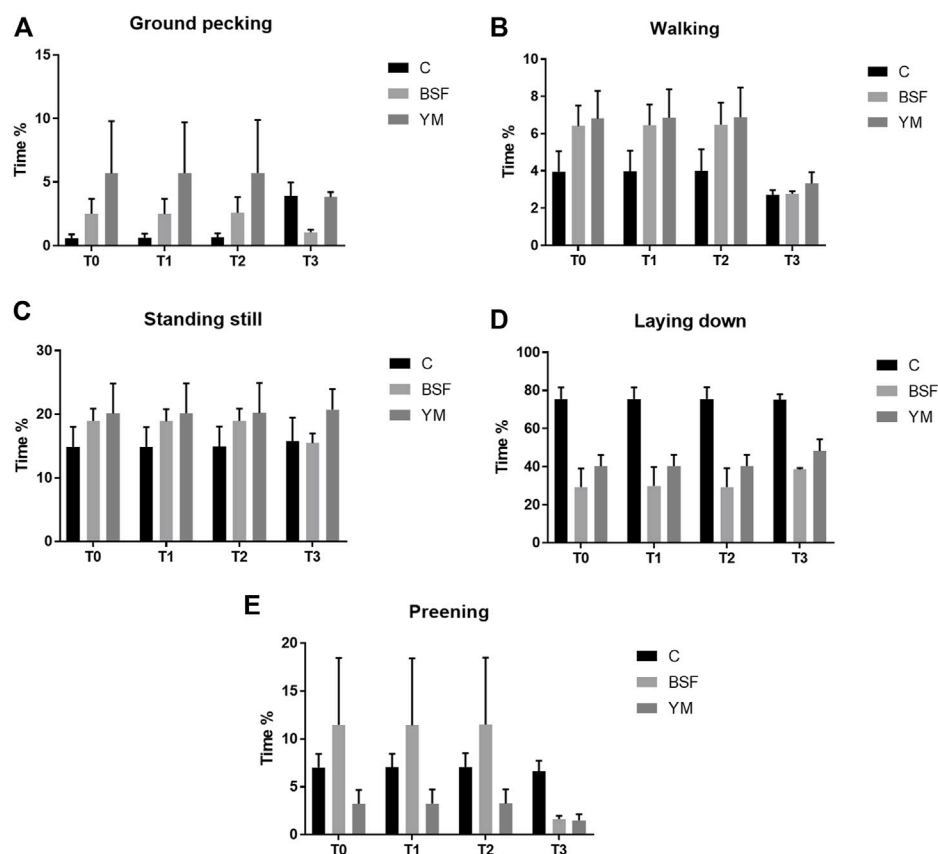 A
Ground pecking
15
10
5
0
Time %
T0 T1 T2 T3
C
BSF
YM
B
Walking
10
8
6
4
2
0
Time %
T0 T1 T2 T3
C
BSF
YM
C
Standing still
30
20
10
0
Time %
T0 T1 T2 T3
C
BSF
YM
D
Laying down
100
80
60
40
20
0
Time %
T0 T1 T2 T3
C
BSF
YM
E
Preening
20
15
10
5
0
Time %
T0 T1 T2 T3
C
BSF
YM